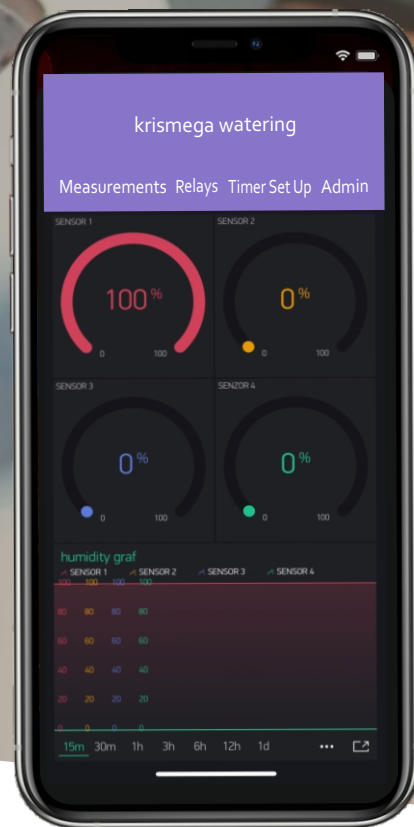 krismega watering
Measurements Relays Timer Set Up Admin
SENSOR 1 SENSOR 2
100 %
0 %
0 100 0 100
SENSOR 3 SENZOR 4
0 %
0 %
0 100 0 100
humidity graf
SENSOR 1 SENSOR 2 SENSOR 3 SENSOR 4
100 100 100 100
80 80 80 80
60 60 60 60
40 40 40 40
20 20 20 20
0 0 0 0
15m 30m 1h 3h 6h 12h 1d